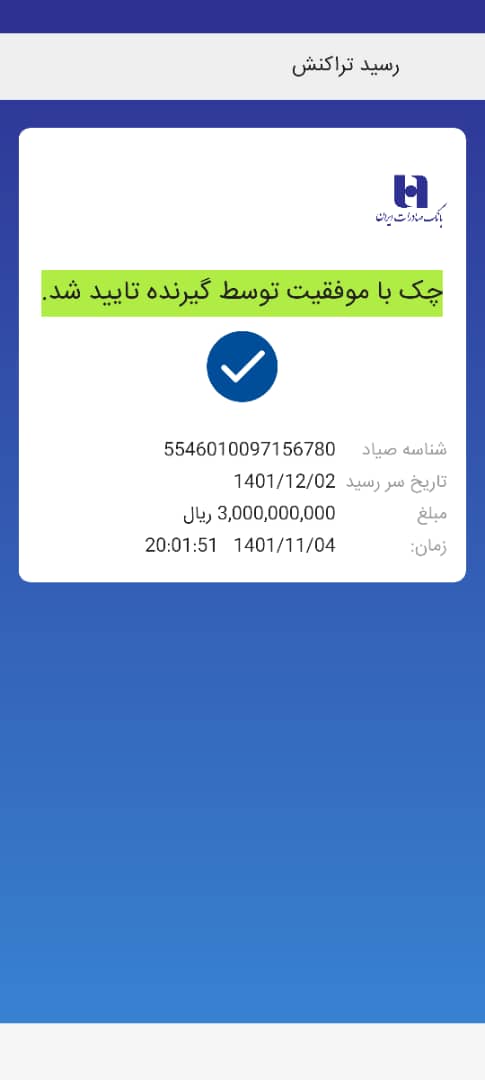 رسید تراکنش
بانک صادرات ایران
چک با موفقیت توسط گیرنده تایید شد.
شناسه صیاد 5546010097156780
تاریخ سر رسید 1401/12/02
مبلغ 3,000,000,000 ریال
زمان: 1401/11/04 20:01:51